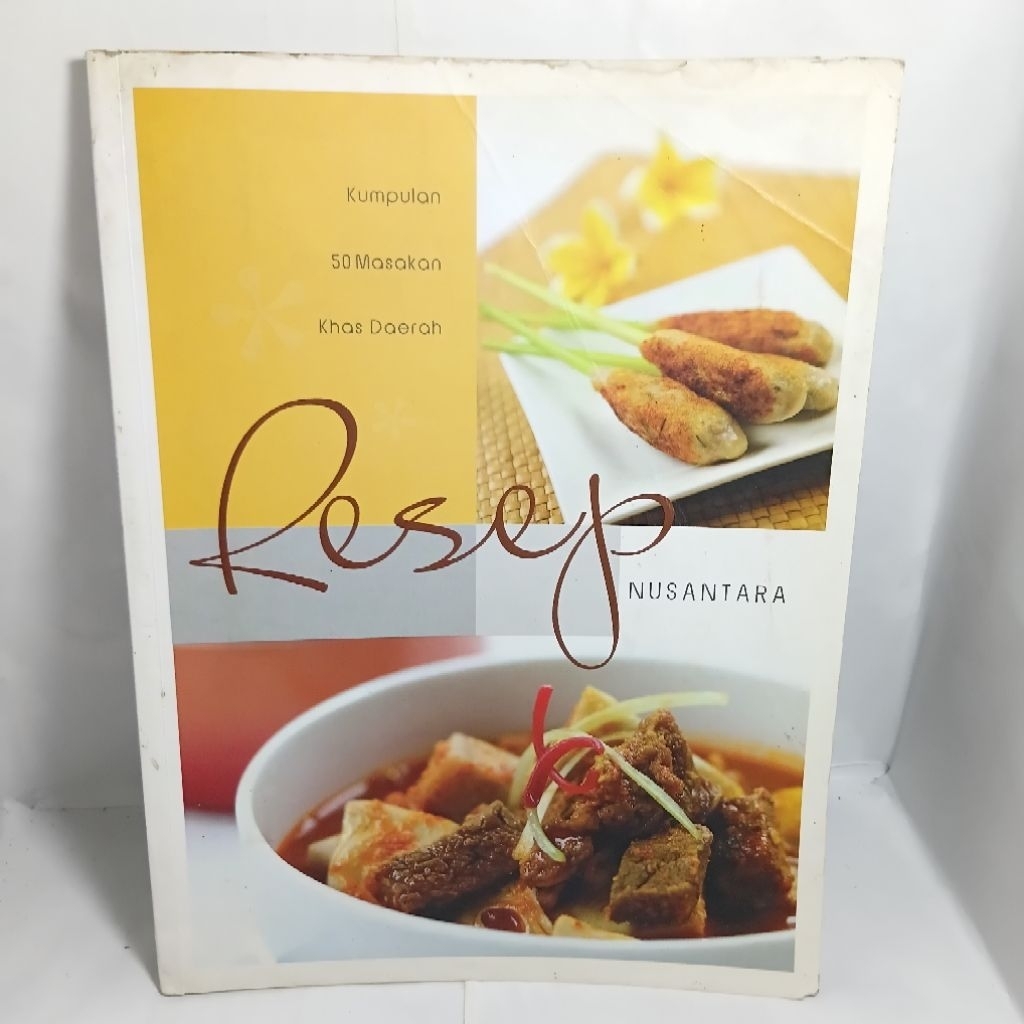 Kumpulan
50 Masakan
Khas Daerah
Resep
NUSANTARA